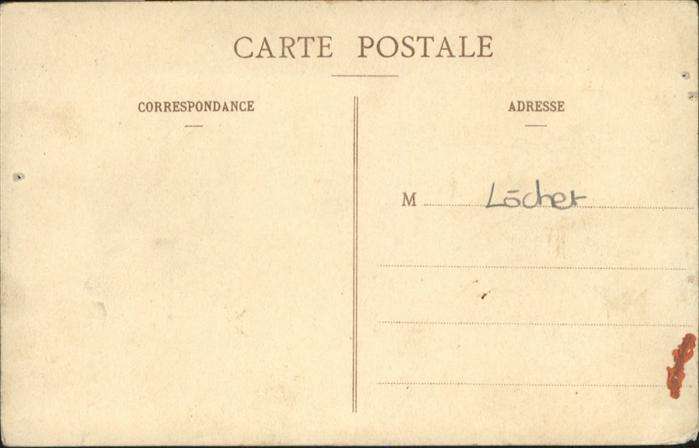 CARTE POSTALE
CORRESPONDANCE
ADRESSE
M Löcher